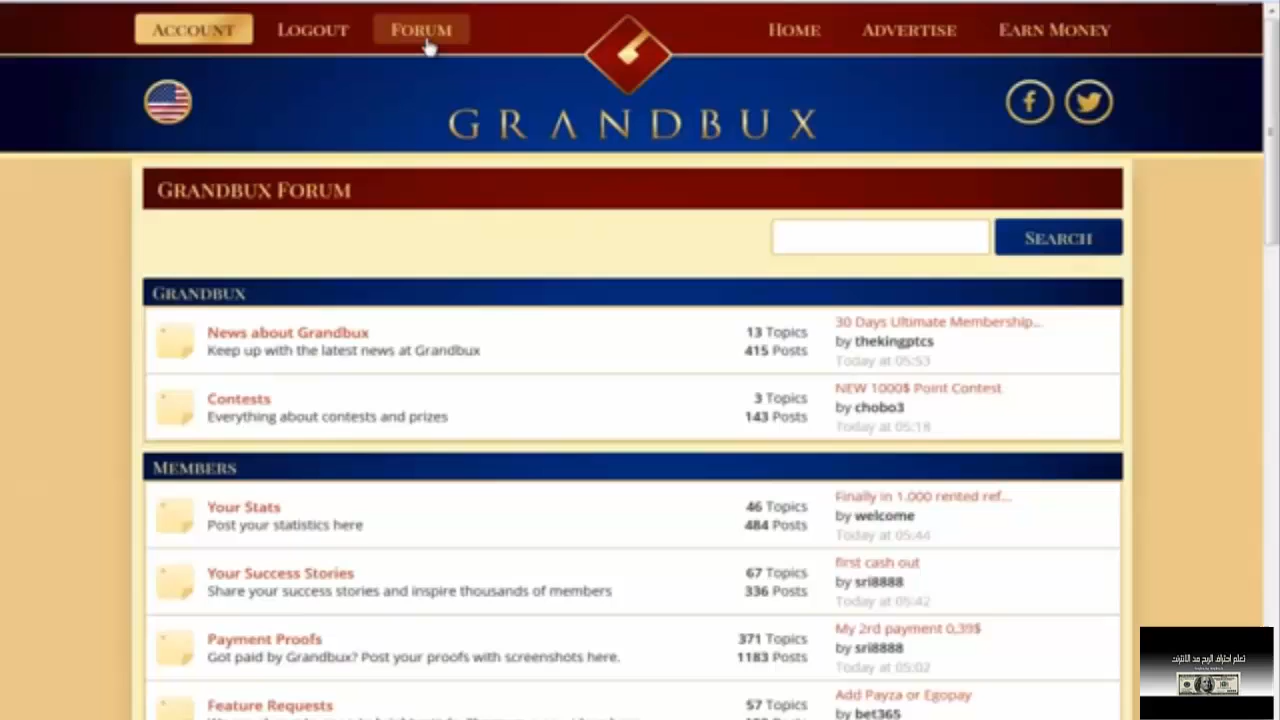 ACCOUNT LOGOUT FORUM HOME ADVERTISE EARN MONEY
GRANDBUX
GRANDBUX FORUM
SEARCH
GRANDBUX
News about Grandbux 13 Topics 30 Days Ultimate Membership...
Keep up with the latest news at Grandbux 415 Posts by thekingptcs
Today at 05:53
Contests 3 Topics NEW 1000$ Point Contest
Everything about contests and prizes 143 Posts by chobo3
Today at 05:18
MEMBERS
Your Stats 46 Topics Finally in 1.000 rented ref...
Post your statistics here 484 Posts by welcome
Today at 05:44
Your Success Stories 67 Topics first cash out
Share your success stories and inspire thousands of members 336 Posts by sri8888
Today at 05:42
Payment Proofs 371 Topics My 2rd payment 0,39$
Got paid by Grandbux? Post your proofs with screenshots here. 1183 Posts by sri8888
Today at 05:02
Feature Requests 57 Topics Add Payza or Egopay
by bet365
تعلم احتراف الربح من الانترنت